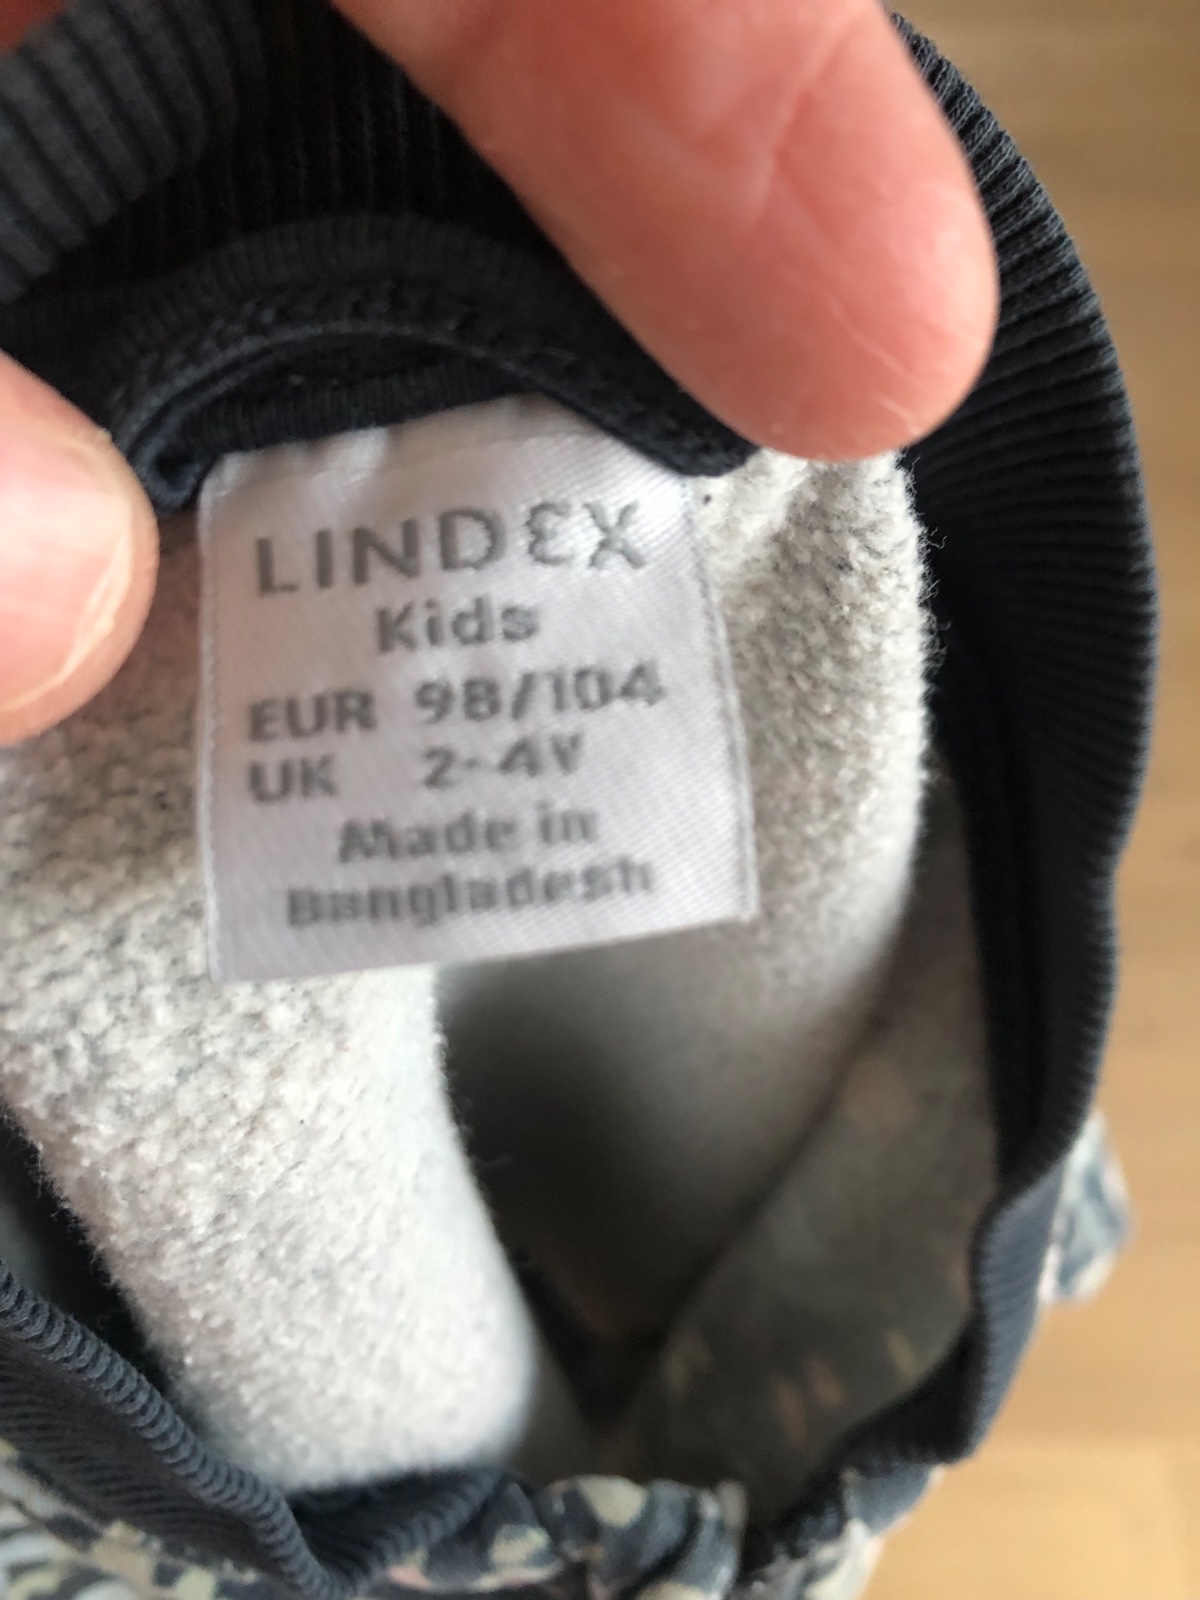 LINDEX
Kids
EUR 98/104
UK 2-4Y
Made in
Bangladesh